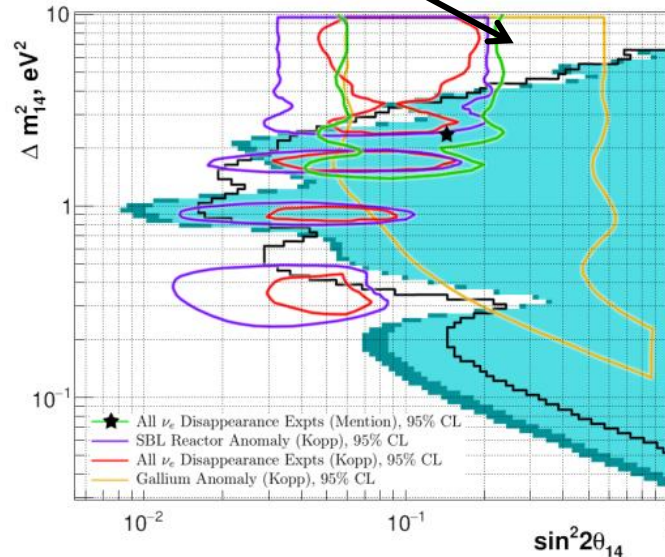 10
Δ m²₁₄, eV²
1
10⁻¹
★ All νₑ Disappearance Expts (Mention), 95% CL
SBL Reactor Anomaly (Kopp), 95% CL
All νₑ Disappearance Expts (Kopp), 95% CL
Gallium Anomaly (Kopp), 95% CL
10⁻² 10⁻¹
sin²2θ₁₄